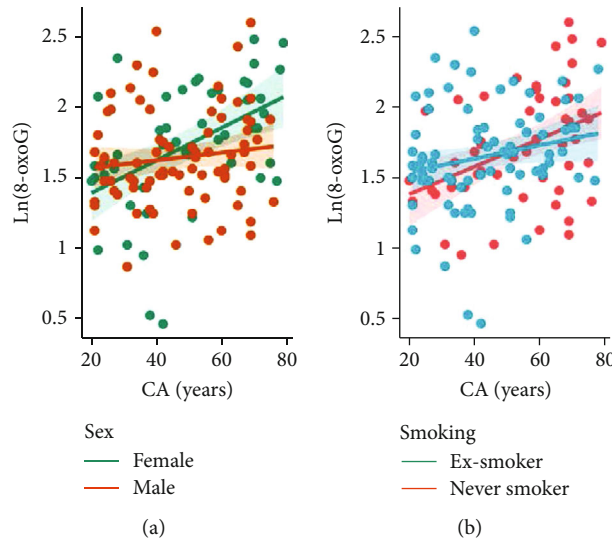 2.5
2
1.5
1
0.5
Ln(8-oxoG)
20 40 60 80
CA (years)
Sex
Female
Male
(a)
2.5
2
1.5
1
0.5
Ln(8-oxoG)
20 40 60 80
CA (years)
Smoking
Ex-smoker
Never smoker
(b)